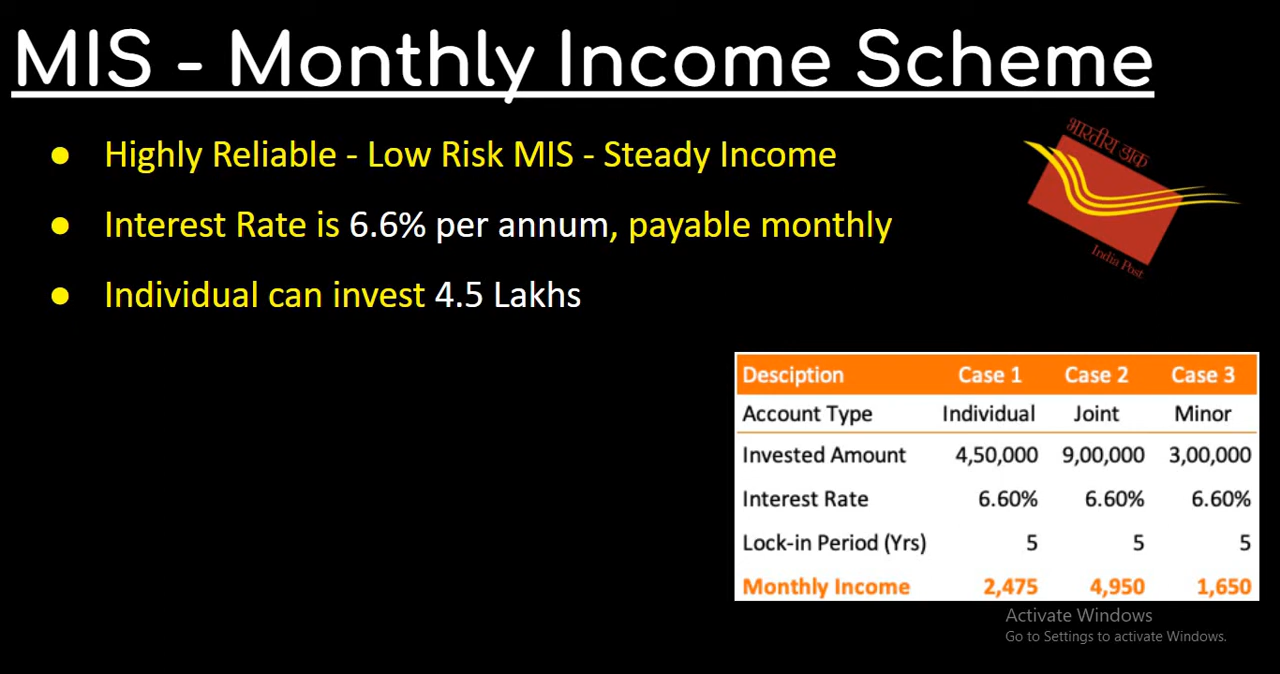 MIS - Monthly Income Scheme
● Highly Reliable - Low Risk MIS - Steady Income
● Interest Rate is 6.6% per annum, payable monthly
● Individual can invest 4.5 Lakhs
भारतीय डाक
India Post
Desciption Case 1 Case 2 Case 3
Account Type Individual Joint Minor
Invested Amount 4,50,000 9,00,000 3,00,000
Interest Rate 6.60% 6.60% 6.60%
Lock-in Period (Yrs) 5 5 5
Monthly Income 2,475 4,950 1,650
Activate Windows
Go to Settings to activate Windows.